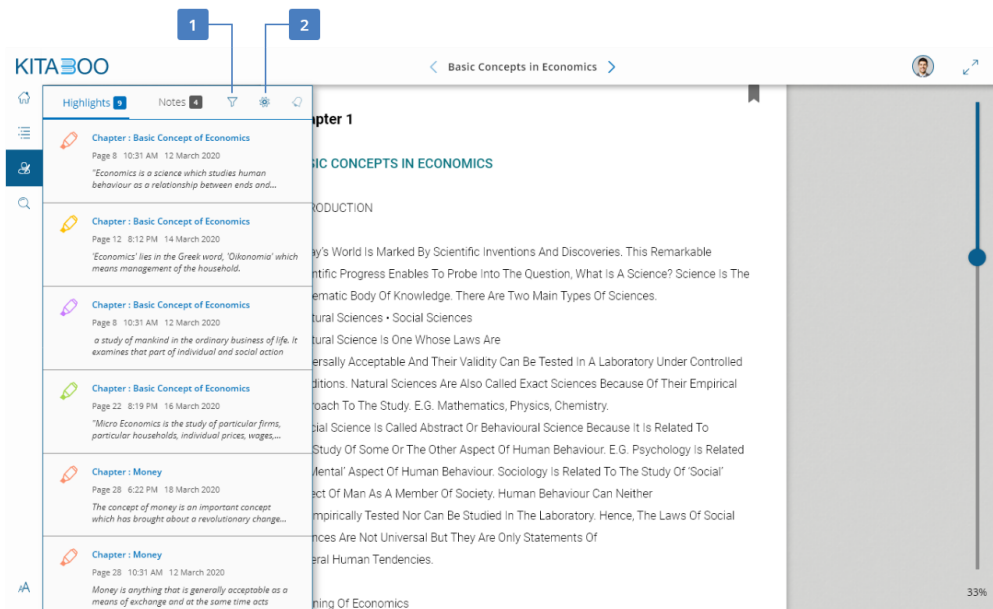 1
2
KITABOO
Basic Concepts in Economics
Highlights 9
Notes 4
Chapter : Basic Concept of Economics
Page 8 10:31 AM 12 March 2020
"Economics is a science which studies human
behaviour as a relationship between ends and...
Chapter : Basic Concept of Economics
Page 12 8:12 PM 14 March 2020
'Economics' lies in the Greek word, 'Oikonomia' which
means management of the household.
Chapter : Basic Concept of Economics
Page 8 10:31 AM 12 March 2020
a study of mankind in the ordinary business of life. It
examines that part of individual and social action
Chapter : Basic Concept of Economics
Page 22 8:19 PM 16 March 2020
"Micro Economics is the study of particular firms,
particular households, individual prices, wages,...
Chapter : Money
Page 28 6:22 PM 18 March 2020
The concept of money is an important concept
which has brought about a revolutionary change...
Chapter : Money
Page 28 10:31 AM 12 March 2020
Money is anything that is generally acceptable as a
means of exchange and at the same time acts
AA
apter 1
SIC CONCEPTS IN ECONOMICS
RODUCTION
ay's World Is Marked By Scientific Inventions And Discoveries. This Remarkable
entific Progress Enables To Probe Into The Question, What Is A Science? Science Is The
ematic Body Of Knowledge. There Are Two Main Types Of Sciences.
tural Sciences • Social Sciences
tural Science Is One Whose Laws Are
ersally Acceptable And Their Validity Can Be Tested In A Laboratory Under Controlled
ditions. Natural Sciences Are Also Called Exact Sciences Because Of Their Empirical
roach To The Study. E.G. Mathematics, Physics, Chemistry.
cial Science Is Called Abstract Or Behavioural Science Because It Is Related To
Study Of Some Or The Other Aspect Of Human Behaviour. E.G. Psychology Is Related
Mental' Aspect Of Human Behaviour. Sociology Is Related To The Study Of 'Social'
ect Of Man As A Member Of Society. Human Behaviour Can Neither
mpirically Tested Nor Can Be Studied In The Laboratory. Hence, The Laws Of Social
nces Are Not Universal But They Are Only Statements Of
eral Human Tendencies.
ning Of Economics
33%